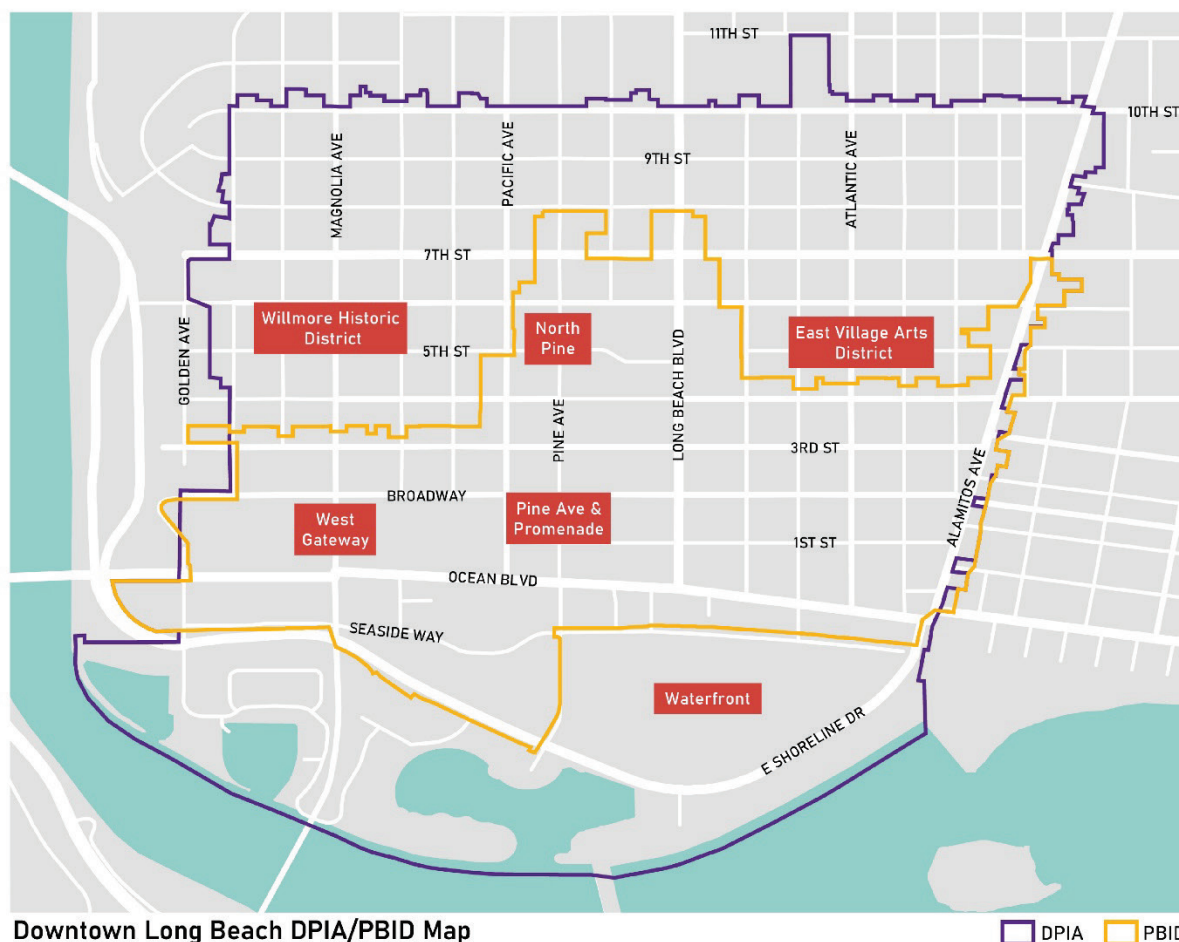 11TH ST
10TH ST
MAGNOLIA AVE
PACIFIC AVE
9TH ST
ATLANTIC AVE
7TH ST
GOLDEN AVE
Willmore Historic
District
5TH ST
North
Pine
East Village Arts
District
PINE AVE
LONG BEACH BLVD
3RD ST
ALAMITOS AVE
BROADWAY
West
Gateway
Pine Ave &
Promenade
1ST ST
OCEAN BLVD
SEASIDE WAY
Waterfront
E SHORELINE DR
Downtown Long Beach DPIA/PBID Map
DPIA
PBID